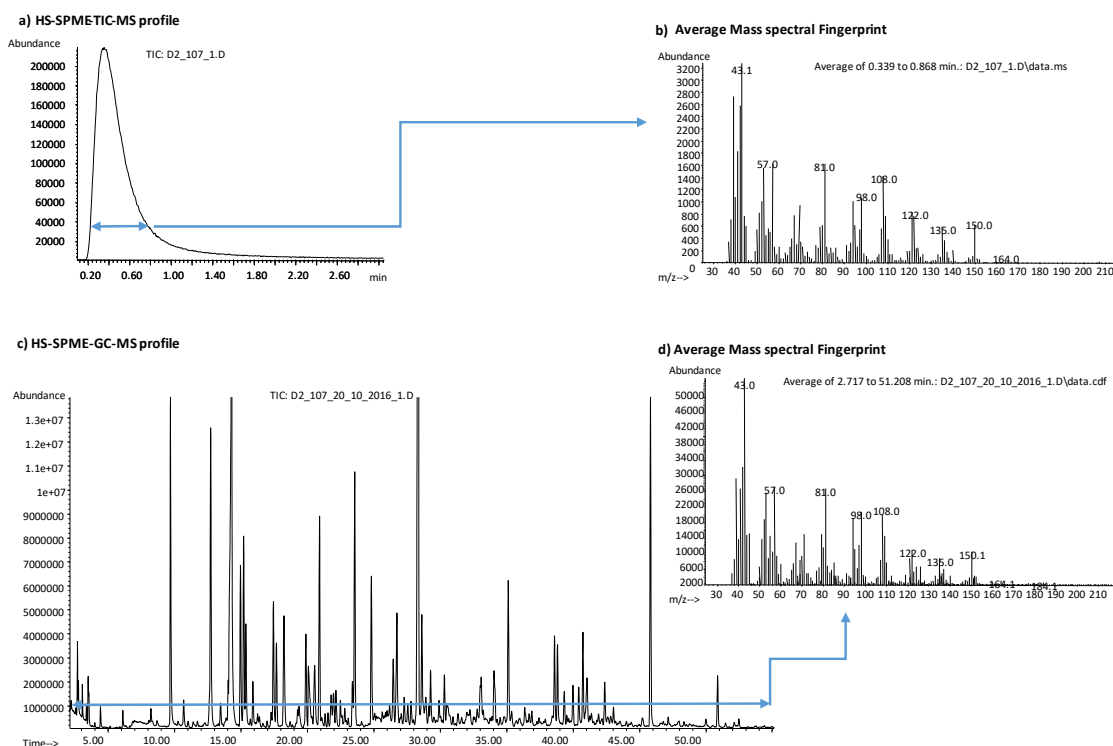 a) HS-SPME-TIC-MS profile
Abundance
TIC: D2_107_1.D
200000
180000
160000
140000
120000
100000
80000
60000
40000
20000
0.20 0.60 1.00 1.40 1.80 2.20 2.60
min
b) Average Mass spectral Fingerprint
Abundance
Average of 0.339 to 0.868 min.: D2_107_1.D\data.ms
3200
3000
2800
2600
2400
2200
2000
1800
1600
1400
1200
1000
800
600
400
200
0
43.1
57.0
81.0
98.0
108.0
122.0
135.0
150.0
164.0
30 40 50 60 70 80 90 100 110 120 130 140 150 160 170 180 190 200 210
m/z-->
c) HS-SPME-GC-MS profile
Abundance
TIC: D2_107_20_10_2016_1.D
1.3e+07
1.2e+07
1.1e+07
1e+07
9000000
8000000
7000000
6000000
5000000
4000000
3000000
2000000
1000000
5.00 10.00 15.00 20.00 25.00 30.00 35.00 40.00 45.00 50.00
Time-->
d) Average Mass spectral Fingerprint
Abundance
Average of 2.717 to 51.208 min.: D2_107_20_10_2016_1.D\data.cdf
50000
46000
42000
38000
34000
30000
26000
22000
18000
14000
10000
6000
2000
43.0
57.0
81.0
98.0
108.0
122.0
135.0
150.1
164.1
184.1
30 40 50 60 70 80 90 100 110 120 130 140 150 160 170 180 190 200 210
m/z-->